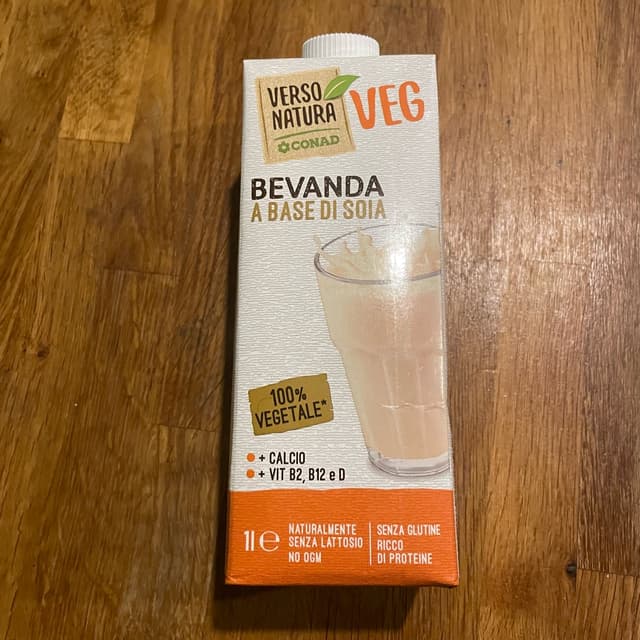 VERSO
NATURA
CONAD
VEG
BEVANDA
A BASE DI SOIA
100%
VEGETALE*
+ CALCIO
+ VIT B2, B12 e D
1l e
NATURALMENTE
SENZA LATTOSIO
NO OGM
SENZA GLUTINE
RICCO
DI PROTEINE